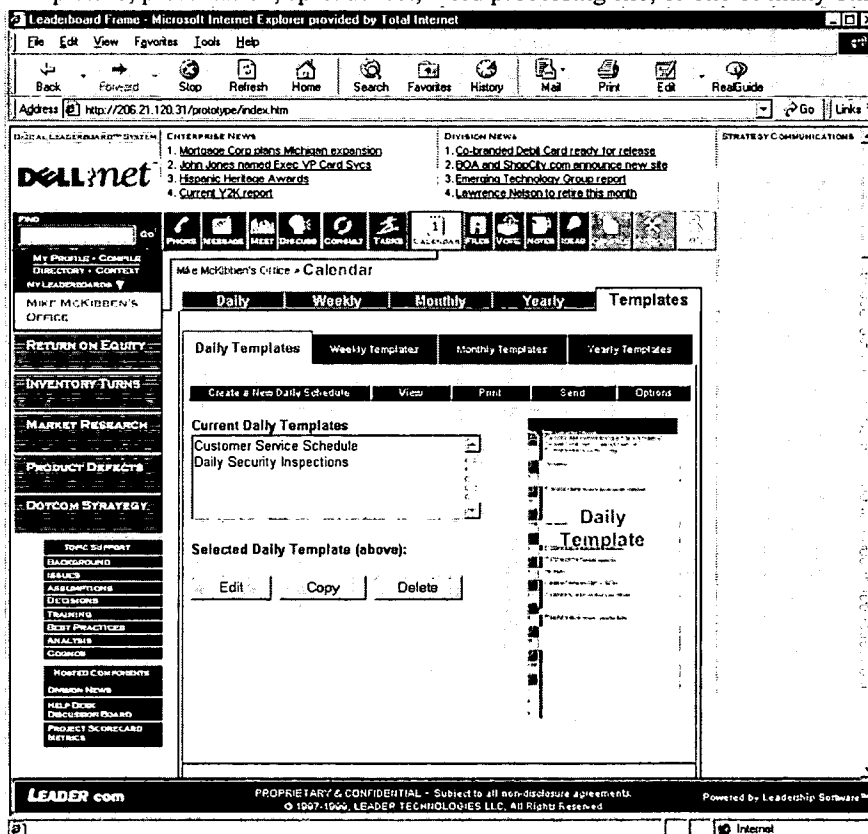 Leaderboard Frame - Microsoft Internet Explorer provided by Total Internet
File Edit View Favorites Tools Help
Back Forward Stop Refresh Home Search Favorites History Mail Print Edit RealGuide
Address http://206.21.120.31/prototype/index.htm Go Links
DIGITAL LEADERBOARD™ SYSTEM
DELL net
ENTERPRISE NEWS
1. Mortgage Corp plans Michigan expansion
2. John Jones named Exec VP Card Svcs
3. Hispanic Heritage Awards
4. Current Y2K report
DIVISION NEWS
1. Co-branded Debit Card ready for release
2. BOA and ShopCity.com announce new site
3. Emerging Technology Group report
4. Lawrence Nelson to retire this month
STRATEGY COMMUNICATIONS
FIND
Go
PHONE MESSAGE MEET DISCUSS CONSULT TASKS CALENDAR FILES VOTE NOTES IDEAS
MY PROFILE • COMPILE
DIRECTORY • CONTEXT
MY LEADERBOARDS
MIKE MCKIBBEN'S OFFICE
RETURN ON EQUITY
INVENTORY TURNS
MARKET RESEARCH
PRODUCT DEFECTS
DOTCOM STRATEGY
TOPIC SUPPORT
BACKGROUND
ISSUES
ASSUMPTIONS
DECISIONS
TRAINING
BEST PRACTICES
ANALYSIS
COUNCIL
HOSTED COMPONENTS
DIVISION NEWS
HELP DESK
DISCUSSION BOARD
PROJECT SCORECARD
METRICS
Mike McKibben's Office » Calendar
Daily Weekly Monthly Yearly Templates
Daily Templates Weekly Templates Monthly Templates Yearly Templates
Create a New Daily Schedule View Print Send Options
Current Daily Templates
Customer Service Schedule
Daily Security Inspections
Selected Daily Template (above):
Edit Copy Delete
Daily
Template
LEADER.com
PROPRIETARY & CONFIDENTIAL - Subject to all non-disclosure agreements.
© 1997-1999, LEADER TECHNOLOGIES LLC, All Rights Reserved
Powered by Leadership Software™
Internet